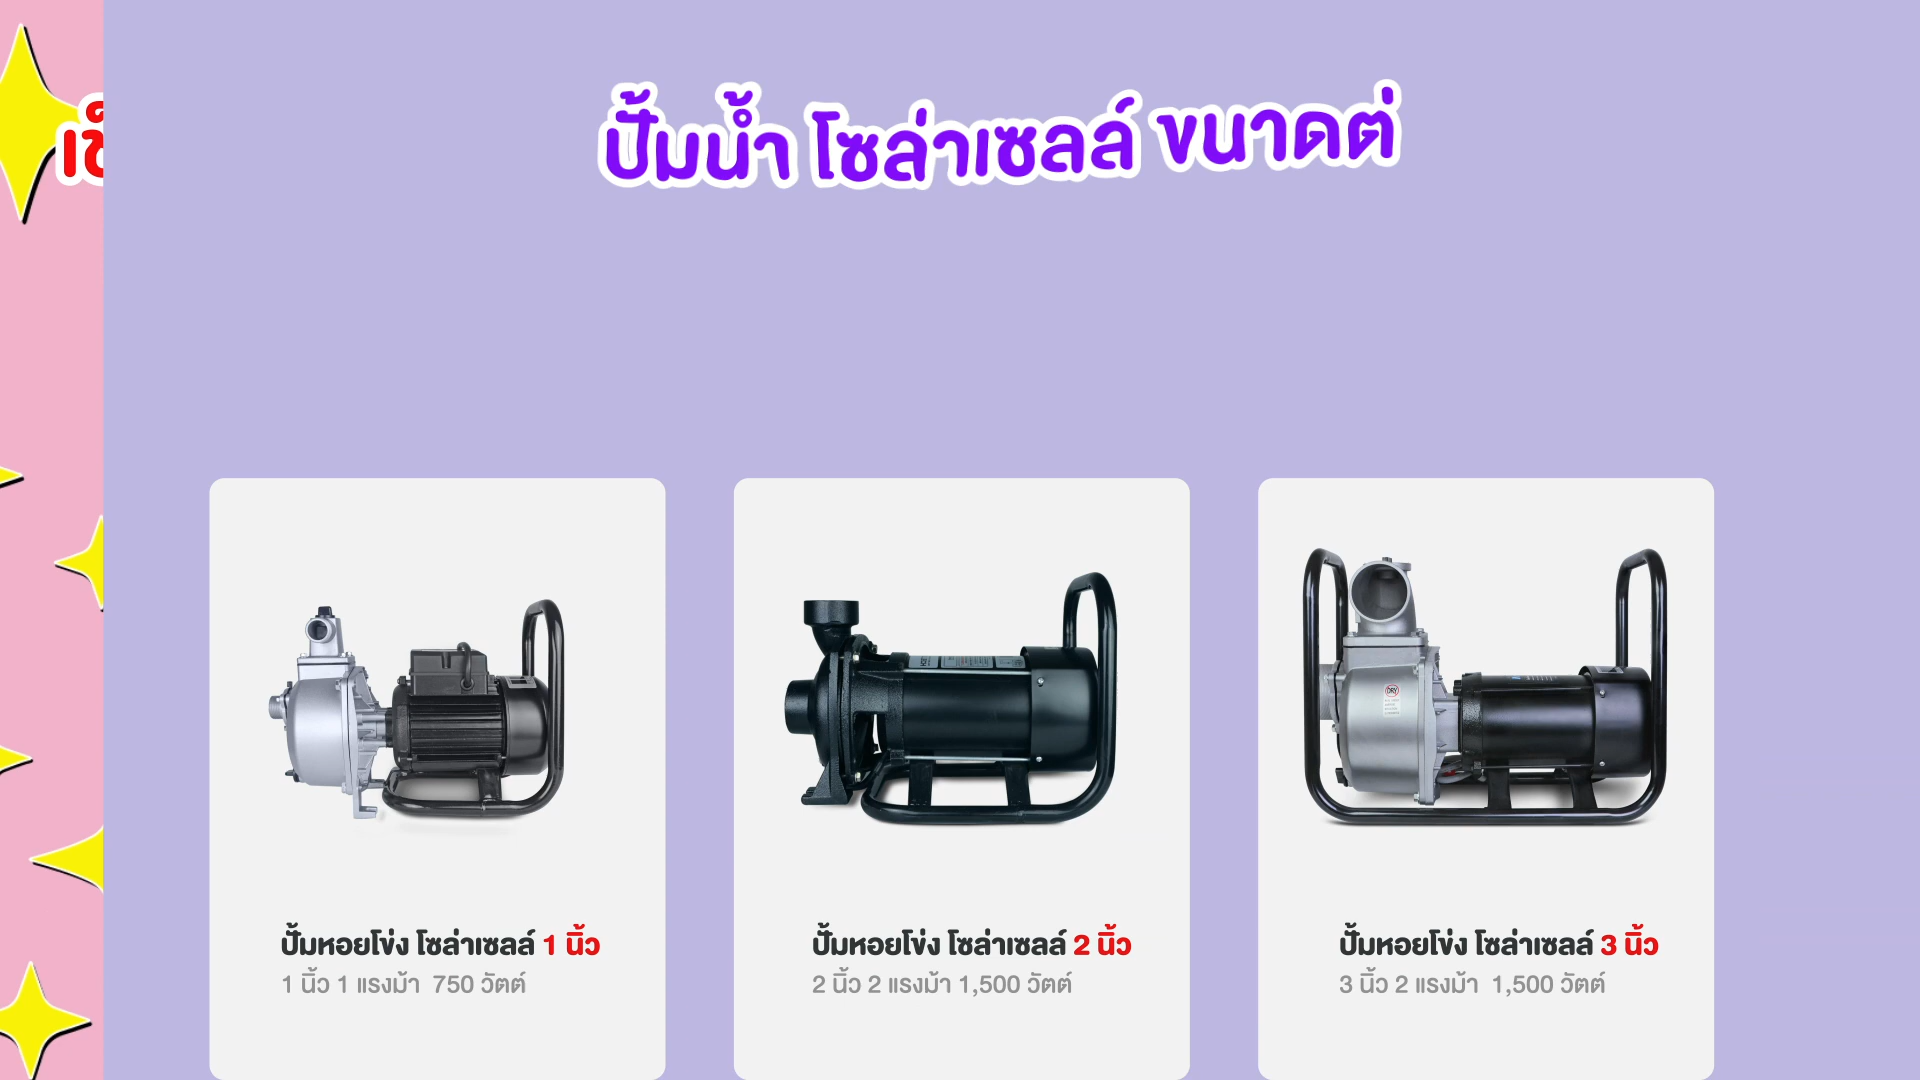 ปั๊มน้ำ โซล่าเซลล์ ขนาดต่
ปั๊มหอยโข่ง โซล่าเซลล์ 1 นิ้ว
1 นิ้ว 1 แรงม้า 750 วัตต์
ปั๊มหอยโข่ง โซล่าเซลล์ 2 นิ้ว
2 นิ้ว 2 แรงม้า 1,500 วัตต์
ปั๊มหอยโข่ง โซล่าเซลล์ 3 นิ้ว
3 นิ้ว 2 แรงม้า 1,500 วัตต์